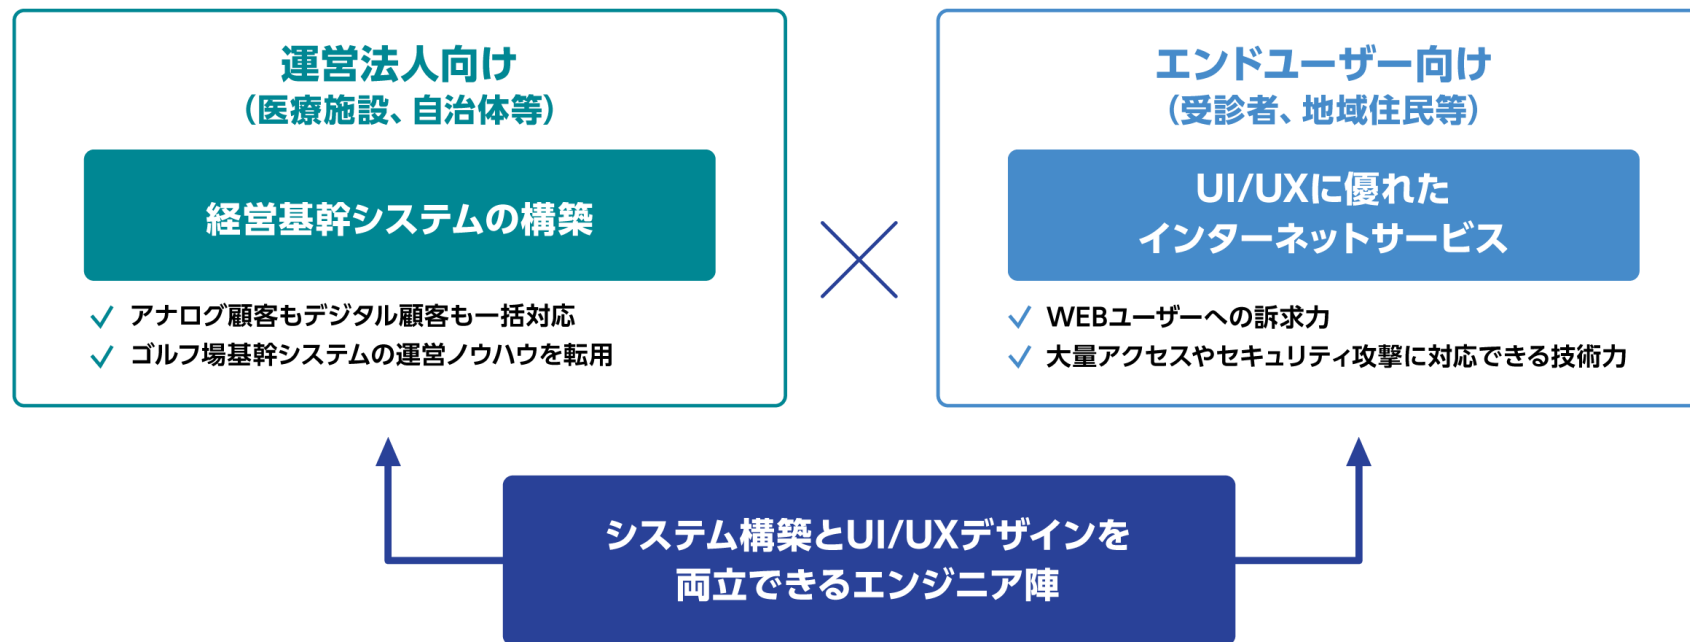 運営法人向け
（医療施設、自治体等）
経営基幹システムの構築
アナログ顧客もデジタル顧客も一括対応
ゴルフ場基幹システムの運営ノウハウを転用
エンドユーザー向け
（受診者、地域住民等）
UI/UXに優れた
インターネットサービス
WEBユーザーへの訴求力
大量アクセスやセキュリティ攻撃に対応できる技術力
システム構築とUI/UXデザインを
両立できるエンジニア陣